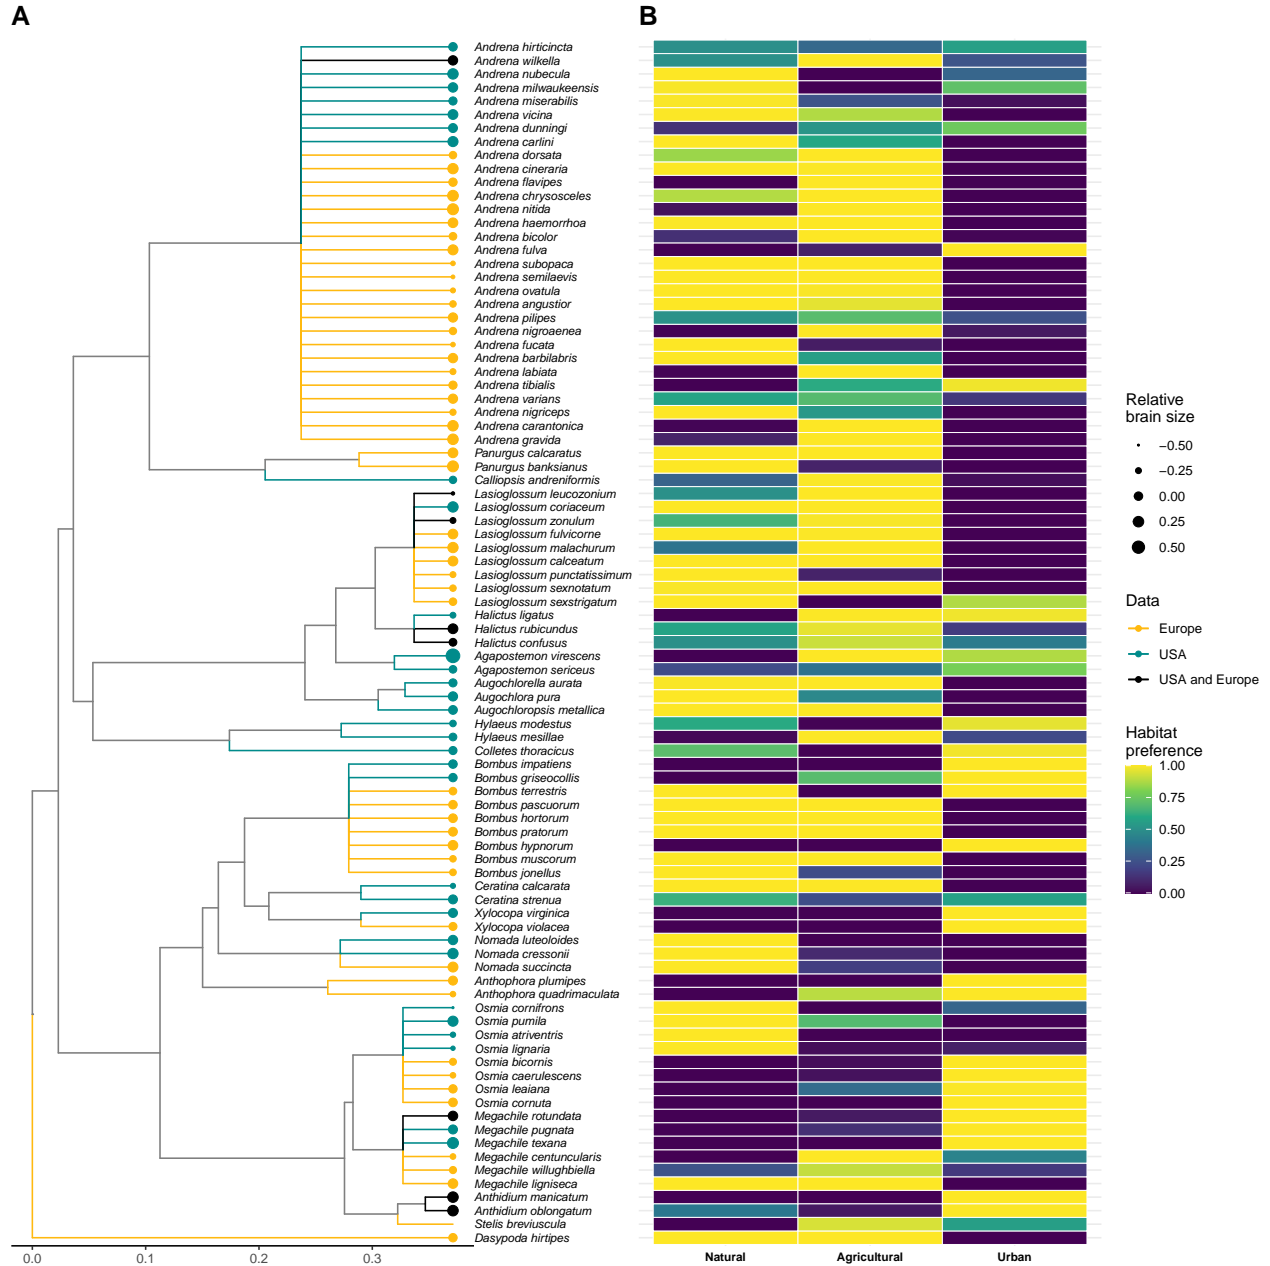 A
B
Andrena hirticincta
Andrena wilkella
Andrena nubecula
Andrena milwaukeensis
Andrena miserabilis
Andrena vicina
Andrena dunningi
Andrena carlini
Andrena dorsata
Andrena cineraria
Andrena flavipes
Andrena chrysosceles
Andrena nitida
Andrena haemorrhoa
Andrena bicolor
Andrena fulva
Andrena subopaca
Andrena semilaevis
Andrena ovatula
Andrena angustior
Andrena pilipes
Andrena nigroaenea
Andrena fucata
Andrena barbilabris
Andrena labiata
Andrena tibialis
Andrena varians
Andrena nigriceps
Andrena carantonica
Andrena gravida
Panurgus calcaratus
Panurgus banksianus
Calliopsis andreniformis
Lasioglossum leucozonium
Lasioglossum coriaceum
Lasioglossum zonulum
Lasioglossum fulvicorne
Lasioglossum malachurum
Lasioglossum calceatum
Lasioglossum punctatissimum
Lasioglossum sexnotatum
Lasioglossum sexstrigatum
Halictus ligatus
Halictus rubicundus
Halictus confusus
Agapostemon virescens
Agapostemon sericeus
Augochlorella aurata
Augochlora pura
Augochloropsis metallica
Hylaeus modestus
Hylaeus mesillae
Colletes thoracicus
Bombus impatiens
Bombus griseocollis
Bombus terrestris
Bombus pascuorum
Bombus hortorum
Bombus pratorum
Bombus hypnorum
Bombus muscorum
Bombus jonellus
Ceratina calcarata
Ceratina strenua
Xylocopa virginica
Xylocopa violacea
Nomada luteoloides
Nomada cressonii
Nomada succincta
Anthophora plumipes
Anthophora quadrimaculata
Osmia cornifrons
Osmia pumila
Osmia atriventris
Osmia lignaria
Osmia bicornis
Osmia caerulescens
Osmia leaiana
Osmia cornuta
Megachile rotundata
Megachile pugnata
Megachile texana
Megachile centuncularis
Megachile willughbiella
Megachile ligniseca
Anthidium manicatum
Anthidium oblongatum
Stelis breviuscula
Dasypoda hirtipes
0.0 0.1 0.2 0.3
Natural Agricultural Urban
Relative
brain size
−0.50
−0.25
0.00
0.25
0.50
Data
Europe
USA
USA and Europe
Habitat
preference
1.00
0.75
0.50
0.25
0.00